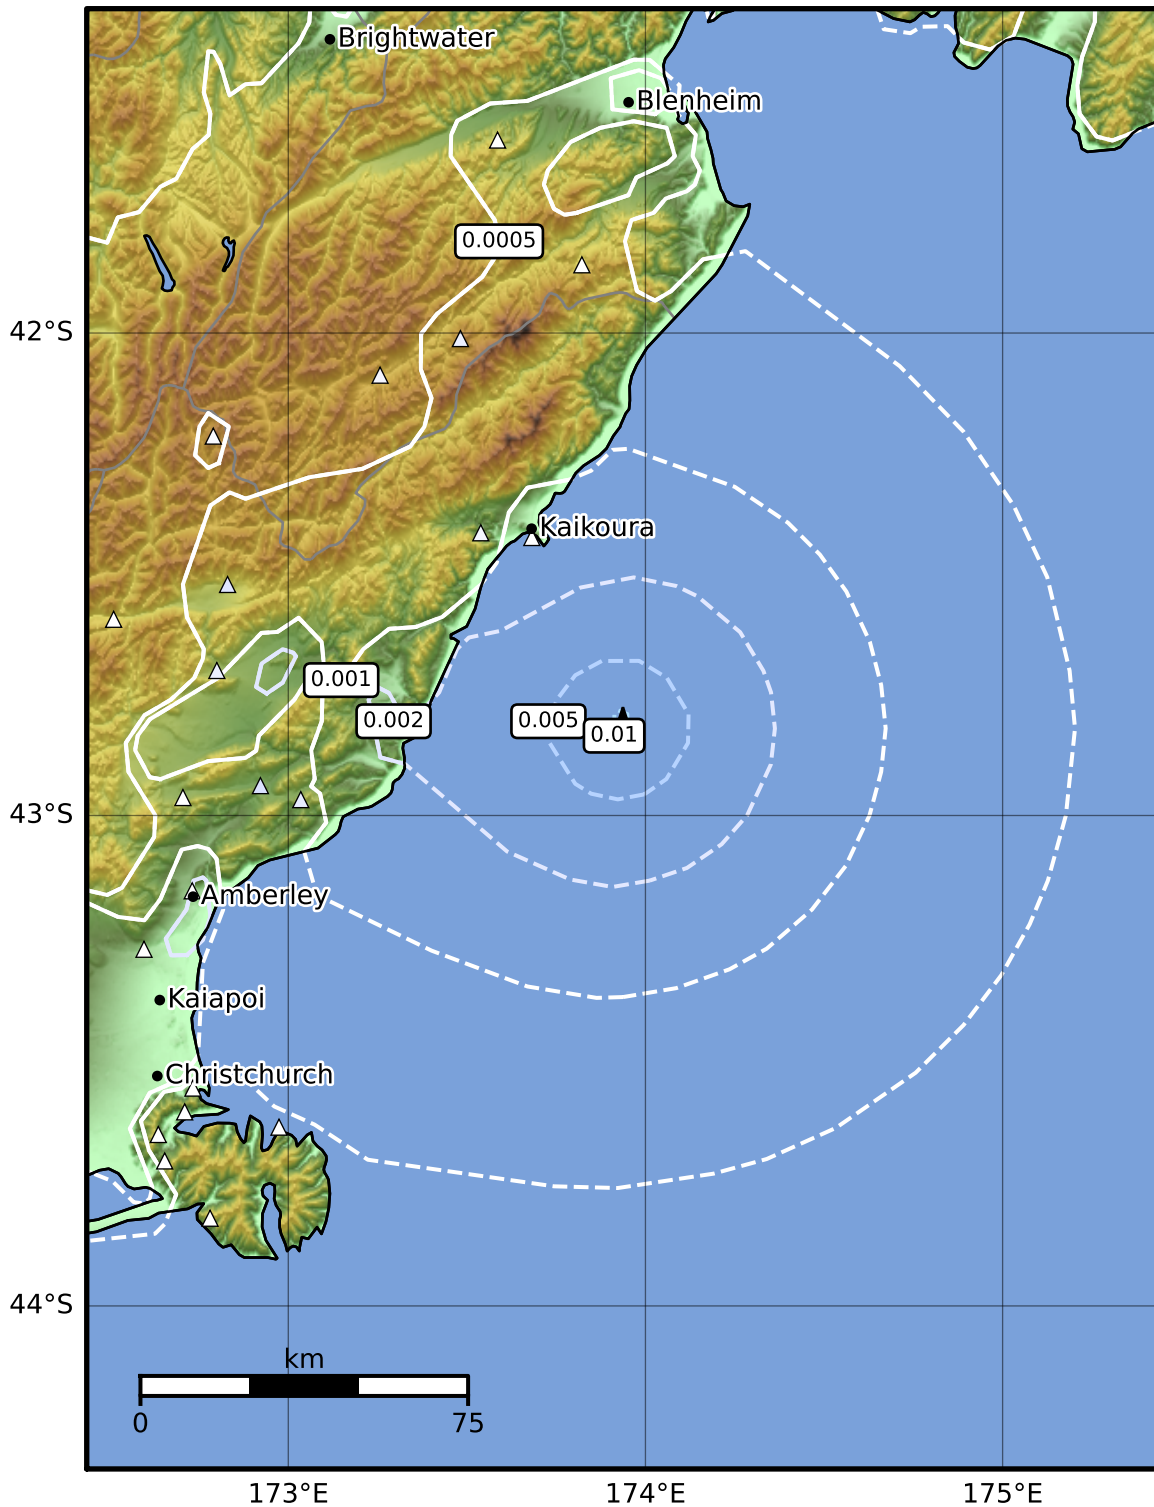 Brightwater
Blenheim
0.0005
42°S
Kaikoura
0.001
0.002
0.005
0.01
43°S
Amberley
Kaiapoi
Christchurch
44°S
km
0
75
173°E
174°E
175°E